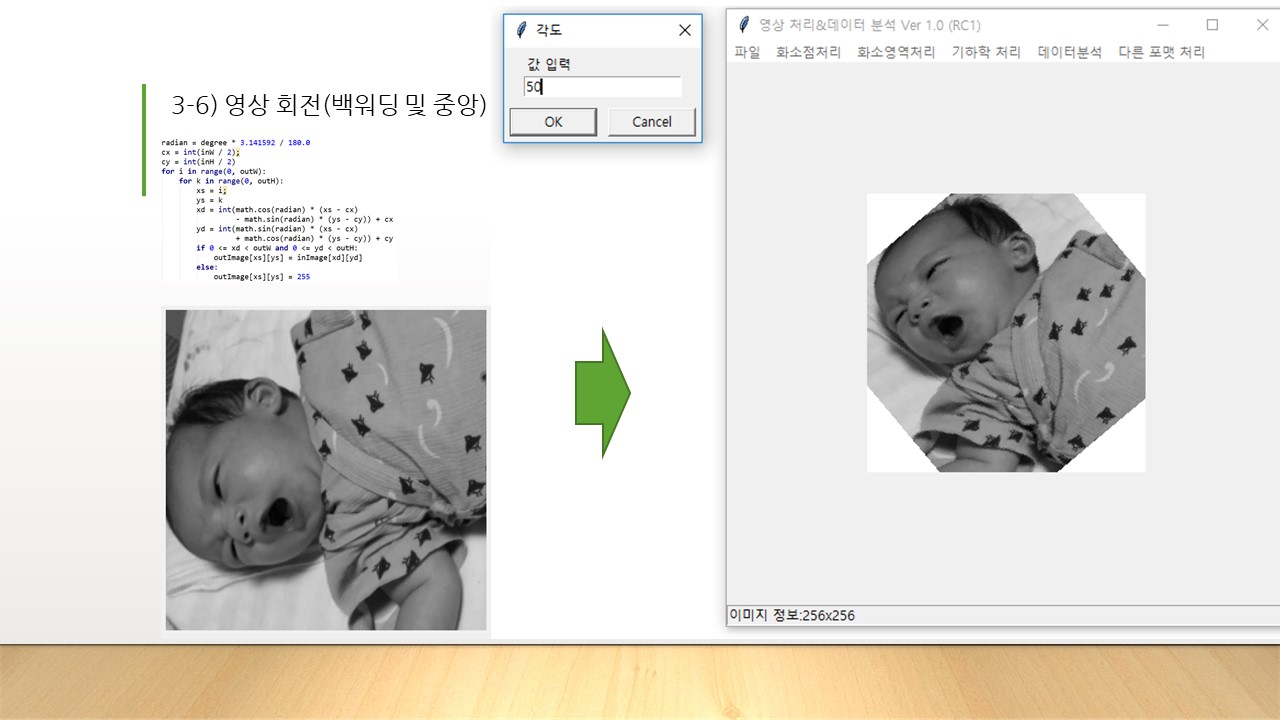 3-6) 영상 회전(백워딩 및 중앙)
radian = degree * 3.141592 / 180.0
cx = int(inW / 2);
cy = int(inH / 2)
for i in range(0, outW):
for k in range(0, outH):
xs = i;
ys = k
xd = int(math.cos(radian) * (xs - cx)
- math.sin(radian) * (ys - cy)) + cx
yd = int(math.sin(radian) * (xs - cx)
+ math.cos(radian) * (ys - cy)) + cy
if 0 <= xd < outW and 0 <= yd < outH:
outImage[xs][ys] = inImage[xd][yd]
else:
outImage[xs][ys] = 255
각도
값 입력
50
OK Cancel
영상 처리&데이터 분석 Ver 1.0 (RC1)
파일 화소점처리 화소영역처리 기하학 처리 데이터분석 다른 포맷 처리
이미지 정보:256x256